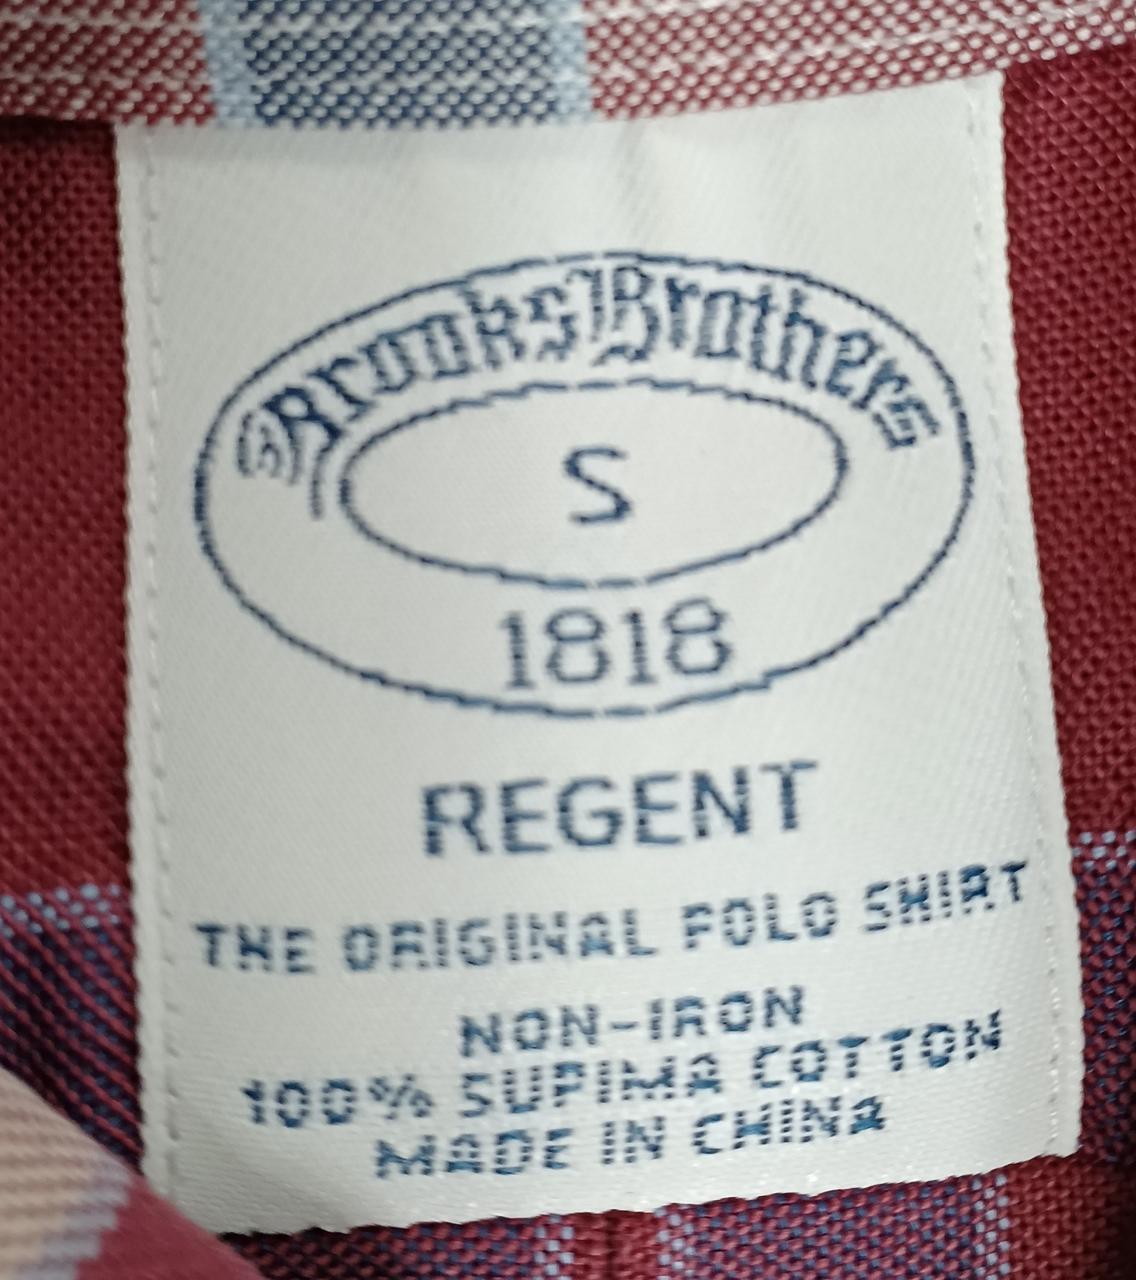 Brooks Brothers
S
1818
REGENT
THE ORIGINAL POLO SHIRT
NON-IRON
100% SUPIMA COTTON
MADE IN CHINA